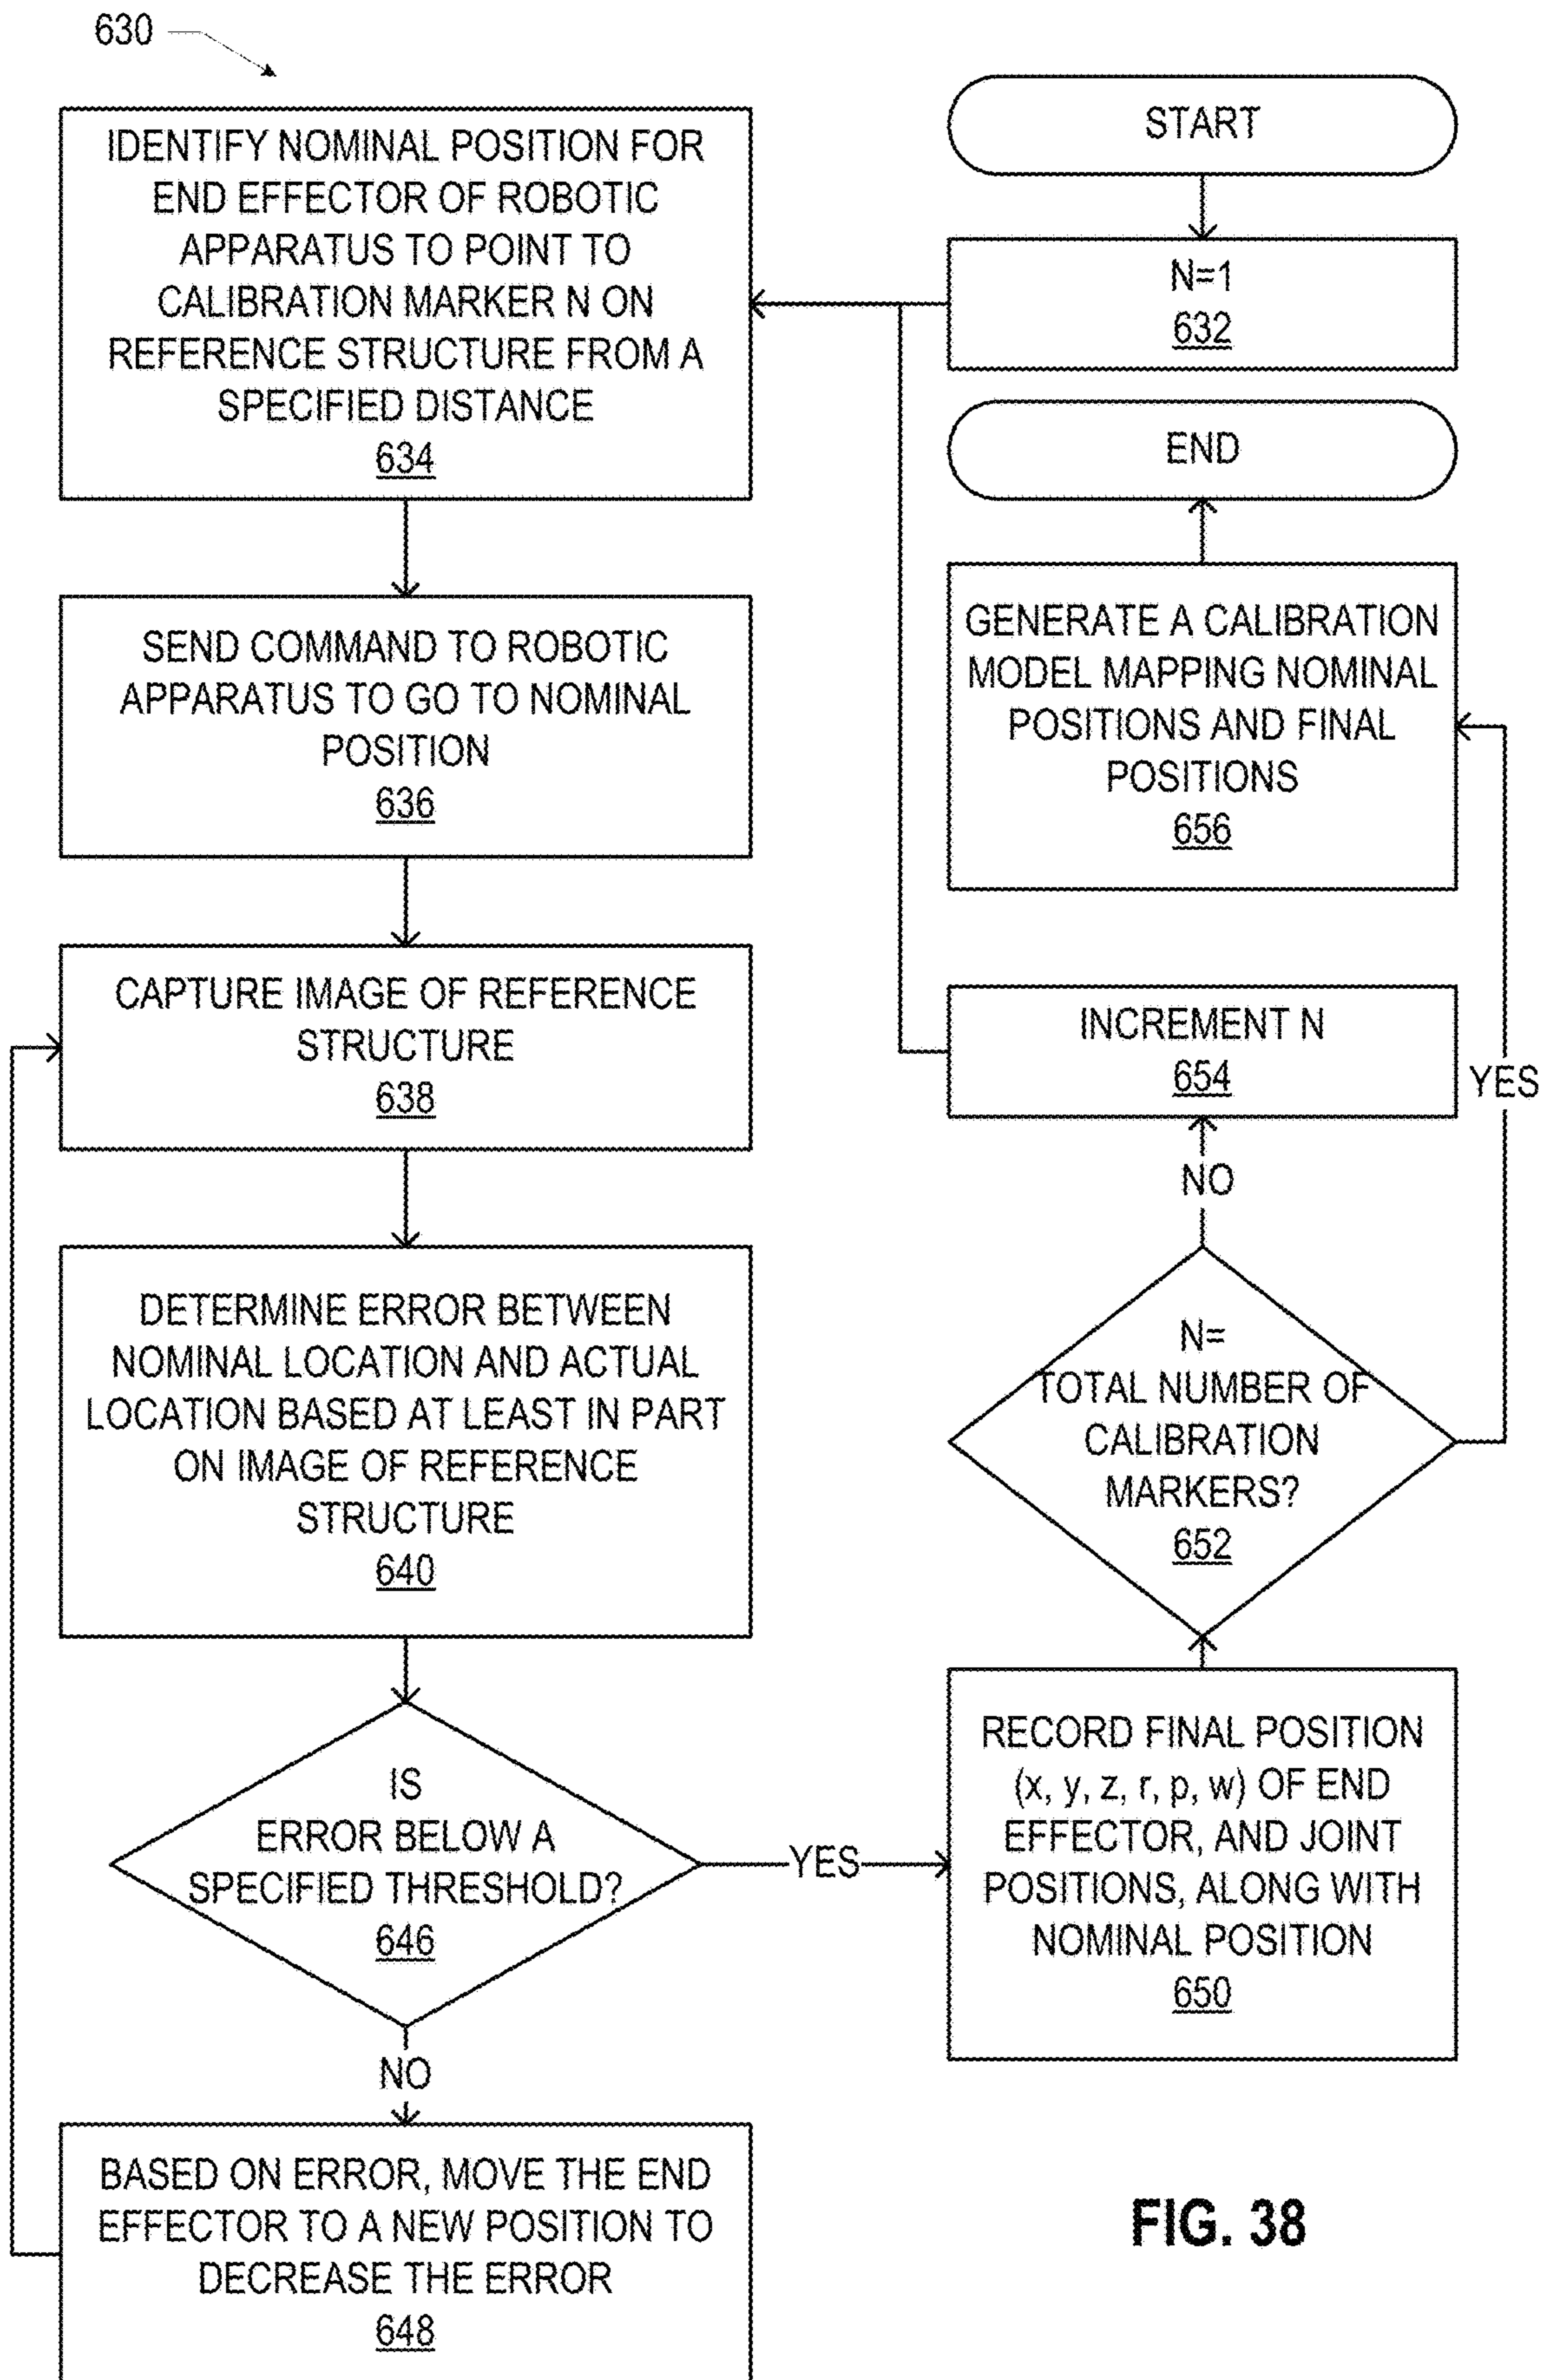 630
START
N=1
632
IDENTIFY NOMINAL POSITION FOR
END EFFECTOR OF ROBOTIC
APPARATUS TO POINT TO
CALIBRATION MARKER N ON
REFERENCE STRUCTURE FROM A
SPECIFIED DISTANCE
634
SEND COMMAND TO ROBOTIC
APPARATUS TO GO TO NOMINAL
POSITION
636
CAPTURE IMAGE OF REFERENCE
STRUCTURE
638
DETERMINE ERROR BETWEEN
NOMINAL LOCATION AND ACTUAL
LOCATION BASED AT LEAST IN PART
ON IMAGE OF REFERENCE
STRUCTURE
640
IS
ERROR BELOW A
SPECIFIED THRESHOLD?
646
NO
BASED ON ERROR, MOVE THE END
EFFECTOR TO A NEW POSITION TO
DECREASE THE ERROR
648
YES
RECORD FINAL POSITION
(x, y, z, r, p, w) OF END
EFFECTOR, AND JOINT
POSITIONS, ALONG WITH
NOMINAL POSITION
650
N=
TOTAL NUMBER OF
CALIBRATION
MARKERS?
652
NO
INCREMENT N
654
YES
GENERATE A CALIBRATION
MODEL MAPPING NOMINAL
POSITIONS AND FINAL
POSITIONS
656
END
FIG. 38